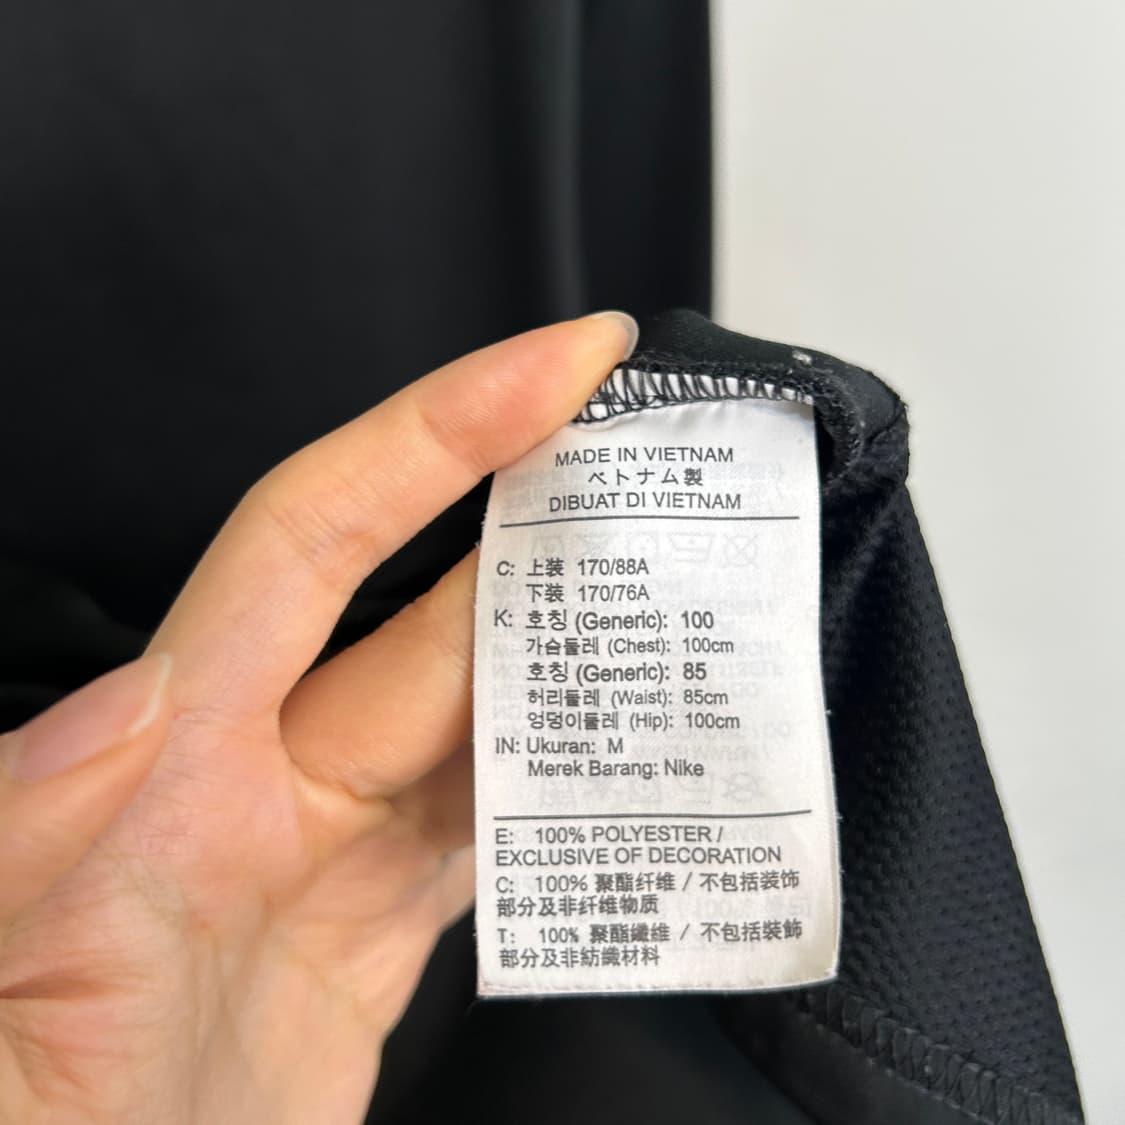 MADE IN VIETNAM
ベトナム製
DIBUAT DI VIETNAM
C: 上装 170/88A
下装 170/76A
K: 호칭 (Generic): 100
가슴둘레 (Chest): 100cm
호칭 (Generic): 85
허리둘레 (Waist): 85cm
엉덩이둘레 (Hip): 100cm
IN: Ukuran: M
Merek Barang: Nike
E: 100% POLYESTER /
EXCLUSIVE OF DECORATION
C: 100% 聚酯纤维 / 不包括装饰
部分及非纤维物质
T: 100% 聚酯纖維 / 不包括裝飾
部分及非紡織材料